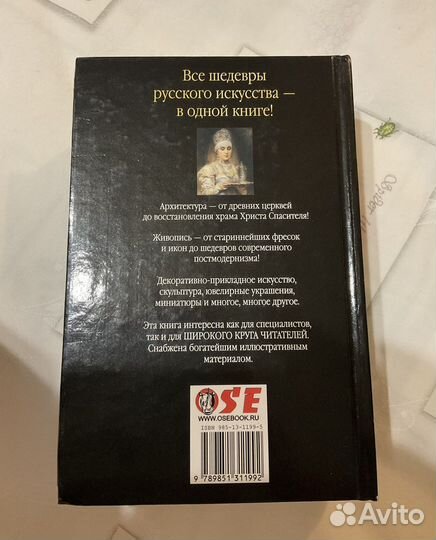 Все шедевры
русского искусства —
в одной книге!
Архитектура — от древних церквей
до восстановления храма Христа Спасителя!
Живопись — от стариннейших фресок
и икон до шедевров современного
постмодернизма!
Декоративно-прикладное искусство,
скульптура, ювелирные украшения,
миниатюры и многое, многое другое.
Эта книга интересна как для специалистов,
так и для ШИРОКОГО КРУГА ЧИТАТЕЛЕЙ.
Снабжена богатейшим иллюстративным
материалом.
OSE
WWW.OSEBOOK.RU
ISBN 985-13-1199-5
9 789851 311992
Avito